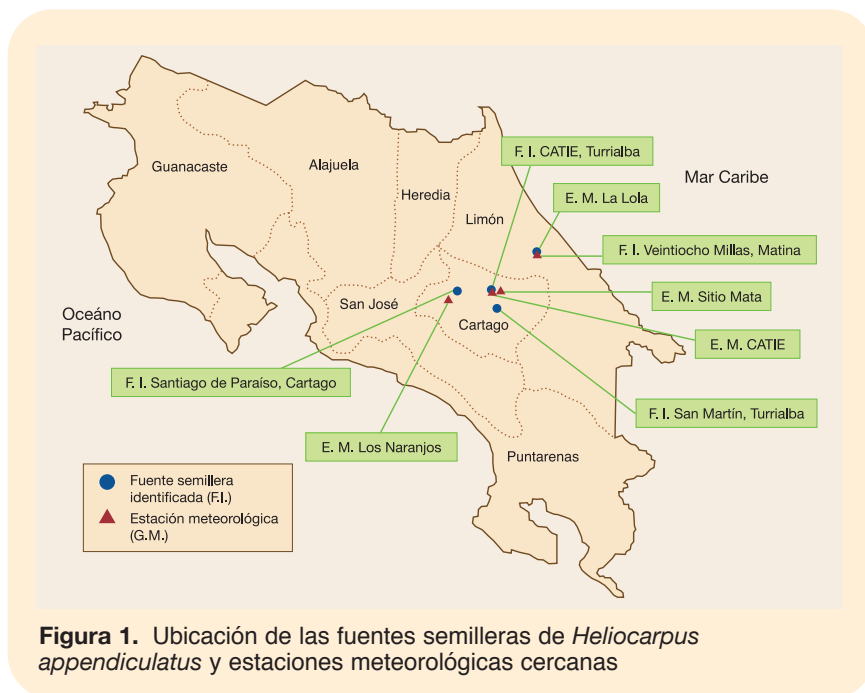 F. I. CATIE, Turrialba
Mar Caribe
Guanacaste
Alajuela
Heredia
E. M. La Lola
Limón
F. I. Veintiocho Millas, Matina
E. M. Sitio Mata
San José
Oceáno
Pacífico
Cartago
E. M. CATIE
F. I. Santiago de Paraíso, Cartago
F. I. San Martín, Turrialba
E. M. Los Naranjos
Puntarenas
Fuente semillera
identificada (F.I.)
Estación meteorológica
(G.M.)
Figura 1. Ubicación de las fuentes semilleras de Heliocarpus
appendiculatus y estaciones meteorológicas cercanas